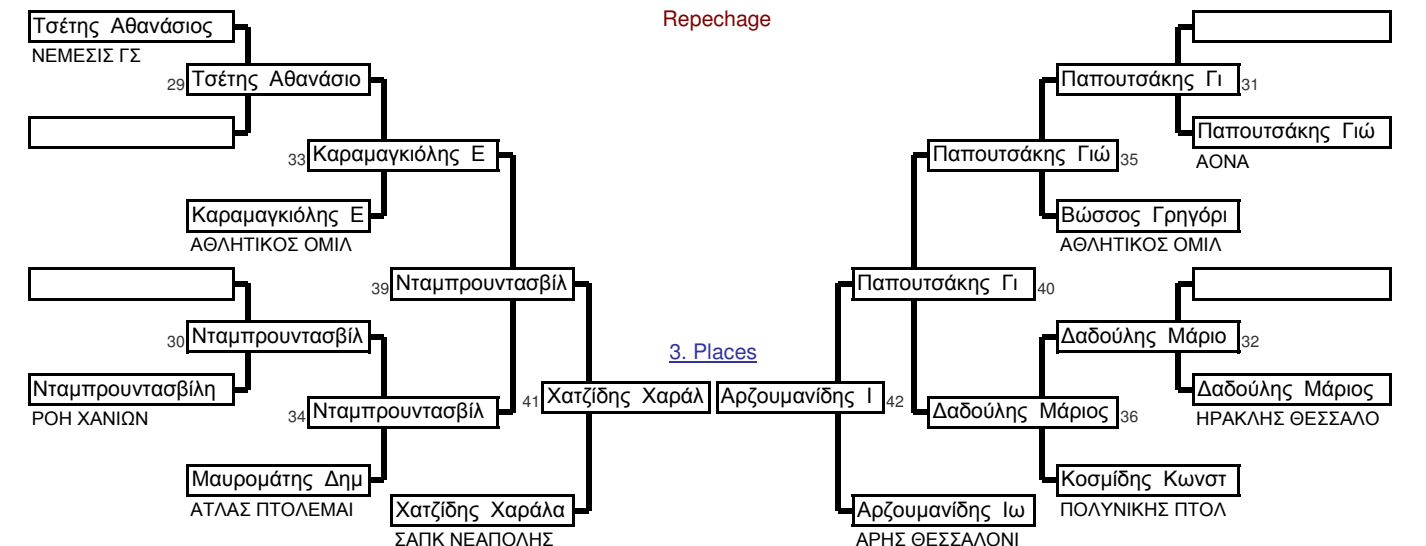 Repechage
Τσέτης Αθανάσιος
ΝΕΜΕΣΙΣ ΓΣ
29 Τσέτης Αθανάσιο
33 Καραμαγκιόλης Ε
Καραμαγκιόλης Ε
ΑΘΛΗΤΙΚΟΣ ΟΜΙΛ
39 Νταμπρουντασβίλ
30 Νταμπρουντασβίλ
Νταμπρουντασβίλη
ΡΟΗ ΧΑΝΙΩΝ
34 Νταμπρουντασβίλ
Μαυρομάτης Δημ
ΑΤΛΑΣ ΠΤΟΛΕΜΑΙ
3. Places
41 Χατζίδης Χαράλ
Χατζίδης Χαράλα
ΣΑΠΚ ΝΕΑΠΟΛΗΣ
Παπουτσάκης Γι 31
Παπουτσάκης Γιώ
ΑΟΝΑ
Παπουτσάκης Γιώ 35
Βώσσος Γρηγόρι
ΑΘΛΗΤΙΚΟΣ ΟΜΙΛ
Παπουτσάκης Γι 40
Δαδούλης Μάριο 32
Δαδούλης Μάριος
ΗΡΑΚΛΗΣ ΘΕΣΣΑΛΟ
Αρζουμανίδης Ι 42
Δαδούλης Μάριος 36
Κοσμίδης Κωνστ
ΠΟΛΥΝΙΚΗΣ ΠΤΟΛ
Αρζουμανίδης Ιω
ΑΡΗΣ ΘΕΣΣΑΛΟΝΙ